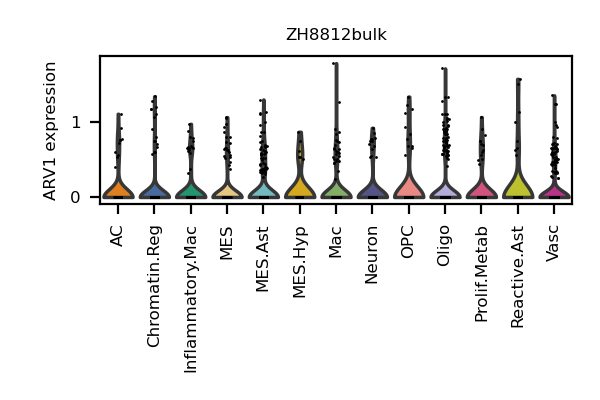 ZH8812bulk
ARV1 expression
1
0
AC
Chromatin.Reg
Inflammatory.Mac
MES
MES.Ast
MES.Hyp
Mac
Neuron
OPC
Oligo
Prolif.Metab
Reactive.Ast
Vasc